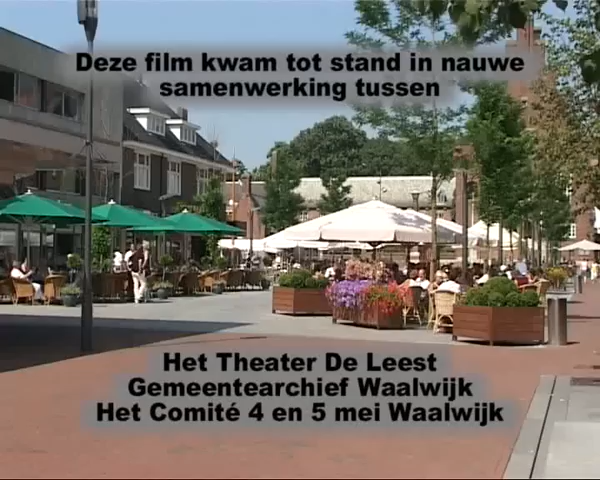 Deze film kwam tot stand in nauwe
samenwerking tussen
Het Theater De Leest
Gemeentearchief Waalwijk
Het Comité 4 en 5 mei Waalwijk